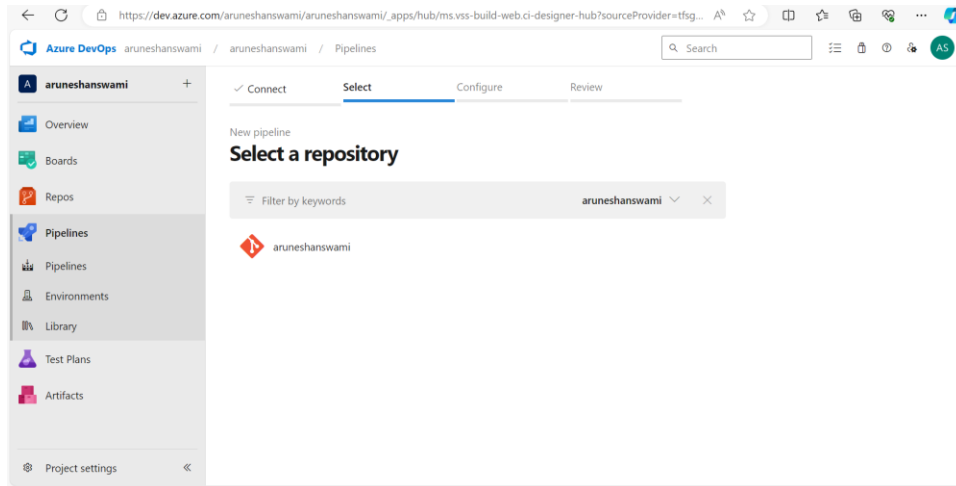 https://dev.azure.com/aruneshanswami/aruneshanswami/_apps/hub/ms.vss-build-web.ci-designer-hub?sourceProvider=tfsg...
Azure DevOps aruneshanswami / aruneshanswami / Pipelines
Search
AS
A aruneshanswami +
Connect Select Configure Review
Overview
Boards
Repos
Pipelines
Pipelines
Environments
Library
Test Plans
Artifacts
Project settings
New pipeline
Select a repository
Filter by keywords aruneshanswami
aruneshanswami